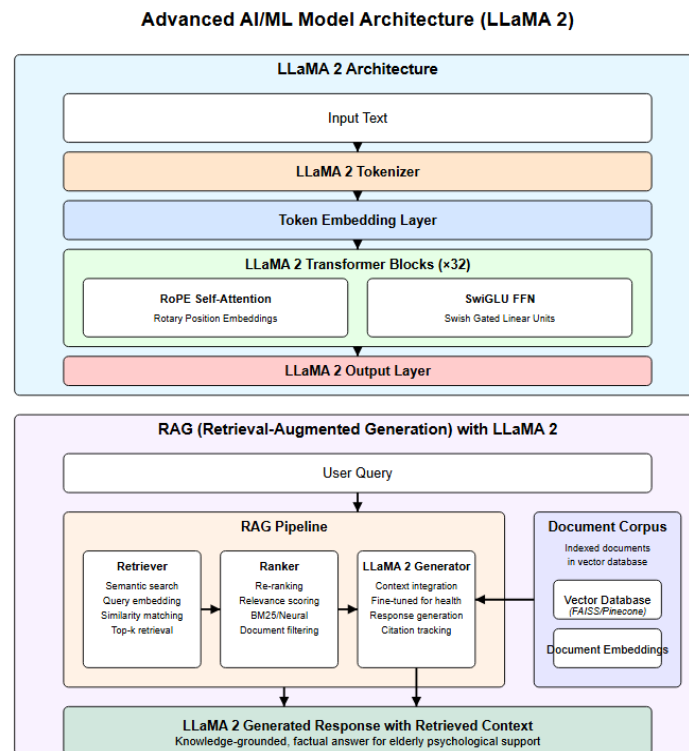 Advanced AI/ML Model Architecture (LLaMA 2)
LLaMA 2 Architecture
Input Text
LLaMA 2 Tokenizer
Token Embedding Layer
LLaMA 2 Transformer Blocks (×32)
RoPE Self-Attention
Rotary Position Embeddings
SwiGLU FFN
Swish Gated Linear Units
LLaMA 2 Output Layer
RAG (Retrieval-Augmented Generation) with LLaMA 2
User Query
RAG Pipeline
Retriever
Semantic search
Query embedding
Similarity matching
Top-k retrieval
Ranker
Re-ranking
Relevance scoring
BM25/Neural
Document filtering
LLaMA 2 Generator
Context integration
Fine-tuned for health
Response generation
Citation tracking
Document Corpus
Indexed documents
in vector database
Vector Database
(FAISS/Pinecone)
Document Embeddings
LLaMA 2 Generated Response with Retrieved Context
Knowledge-grounded, factual answer for elderly psychological support